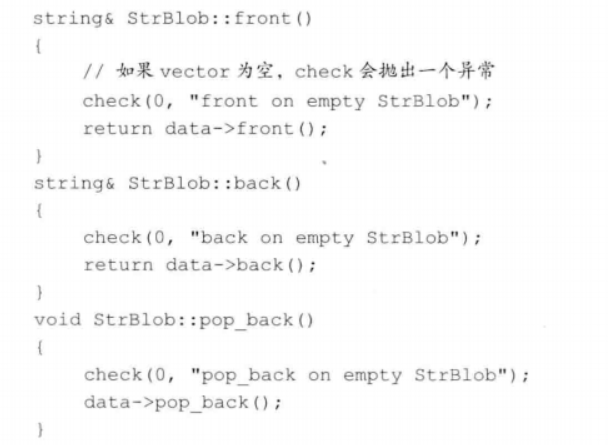 string& StrBlob::front()
{
    // 如果 vector 为空，check 会抛出一个异常
    check(0, "front on empty StrBlob");
    return data->front();
}
string& StrBlob::back()
{
    check(0, "back on empty StrBlob");
    return data->back();
}
void StrBlob::pop_back()
{
    check(0, "pop_back on empty StrBlob");
    data->pop_back();
}